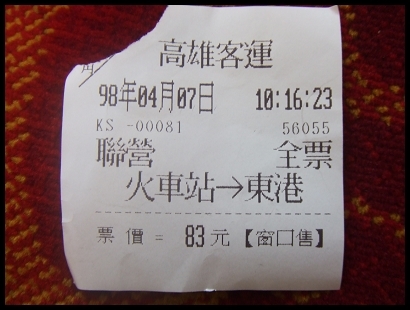 高雄客運
98年04月07日 10:16:23
KS -00081 56055
聯營 全票
火車站→東港
票價 = 83元【窗口售】